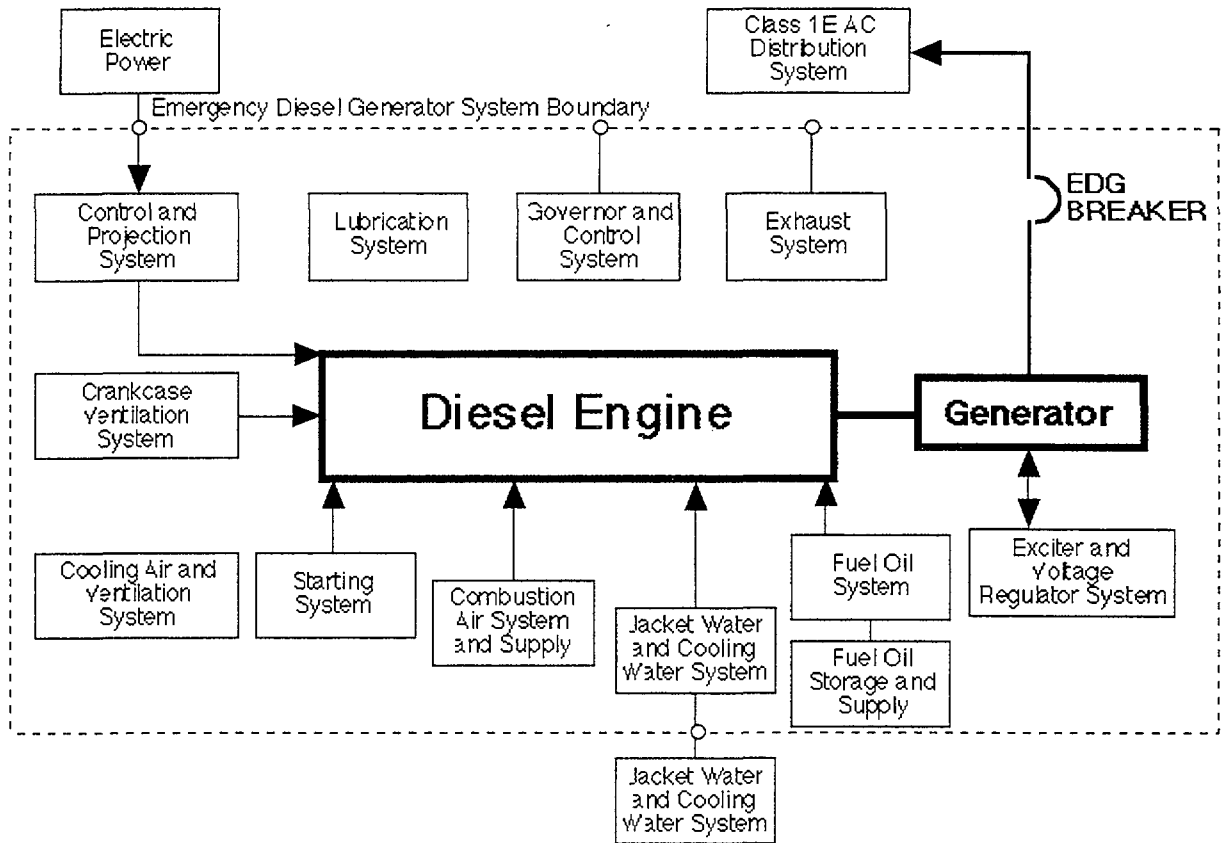 Electric
Power
Class 1E AC
Distribution
System
Emergency Diesel Generator System Boundary
EDG
BREAKER
Control and
Projection
System
Lubrication
System
Governor and
Control
System
Exhaust
System
Crankcase
Ventilation
System
Diesel Engine
Generator
Cooling Air and
Ventilation
System
Starting
System
Combustion
Air System
and Supply
Jacket Water
and Cooling
Water System
Fuel Oil
System
Fuel Oil
Storage and
Supply
Exciter and
Voltage
Regulator System
Jacket Water
and Cooling
Water System